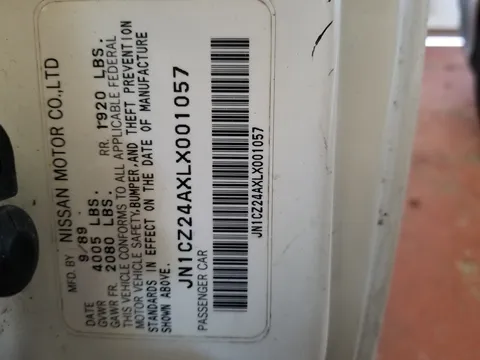 MFD. BY NISSAN MOTOR CO.,LTD
DATE 9/89
GVWR 4005 LBS.
GAWR FR. 2080 LBS. RR. 1920 LBS.
THIS VEHICLE CONFORMS TO ALL APPLICABLE FEDERAL
MOTOR VEHICLE SAFETY,BUMPER,AND THEFT PREVENTION
STANDARDS IN EFFECT ON THE DATE OF MANUFACTURE
SHOWN ABOVE.
JN1CZ24AXLX001057
PASSENGER CAR
JN1CZ24AXLX001057